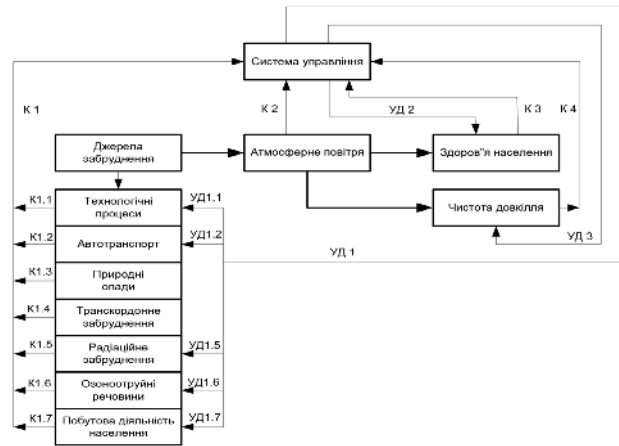 Система управління
К 1
К 2
УД 2
К 3
К 4
Джерела
забруднення
Атмосферне повітря
Здоров"я населення
К1.1
Технологічні
процеси
УД1.1
Чистота довкілля
К1.2
Автотранспорт
УД1.2
УД 3
УД 1
К1.3
Природні
опади
К1.4
Транскордонне
забруднення
К1.5
Радіаційне
забруднення
УД1.5
К1.6
Озоноотруйні
речовини
УД1.6
К1.7
Побутова діяльність
населення
УД1.7